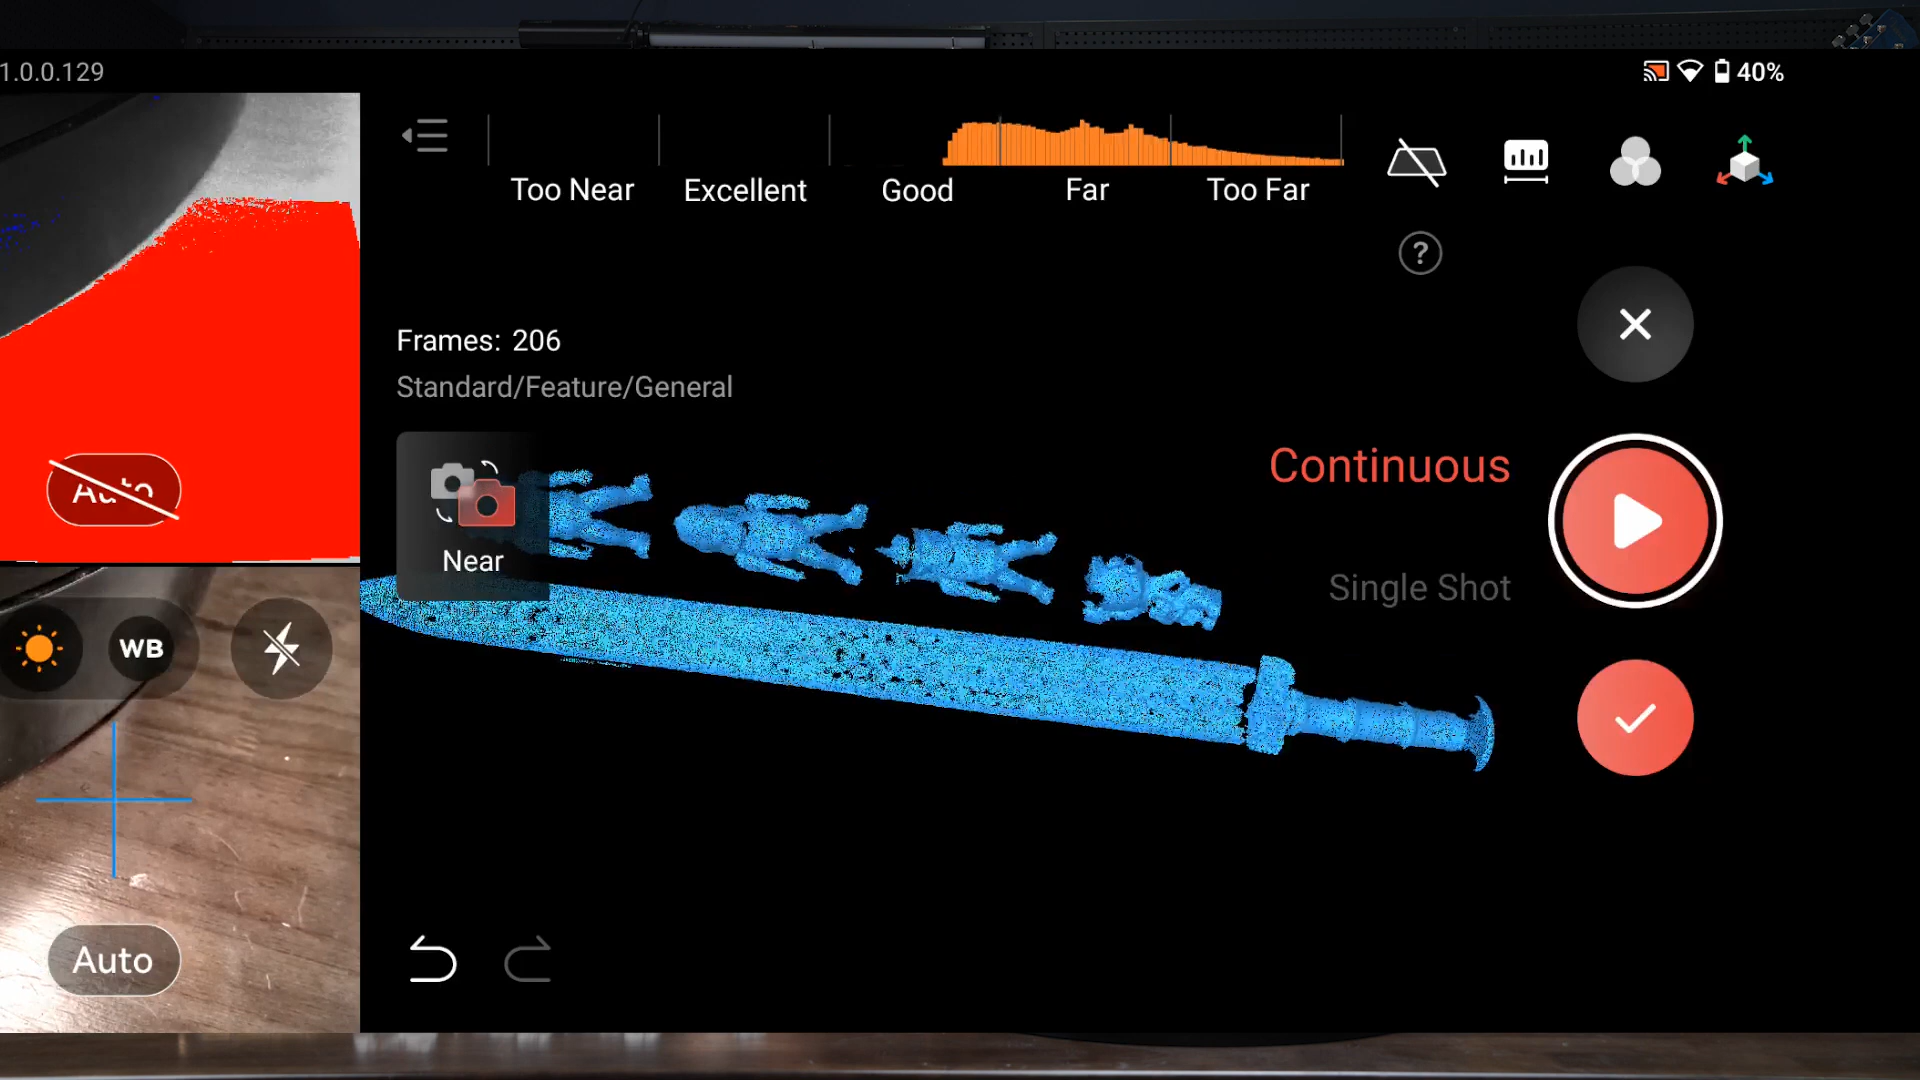 1.0.0.129
40%
Too Near
Excellent
Good
Far
Too Far
?
Frames: 206
Standard/Feature/General
Continuous
Auto
Near
Single Shot
WB
Auto